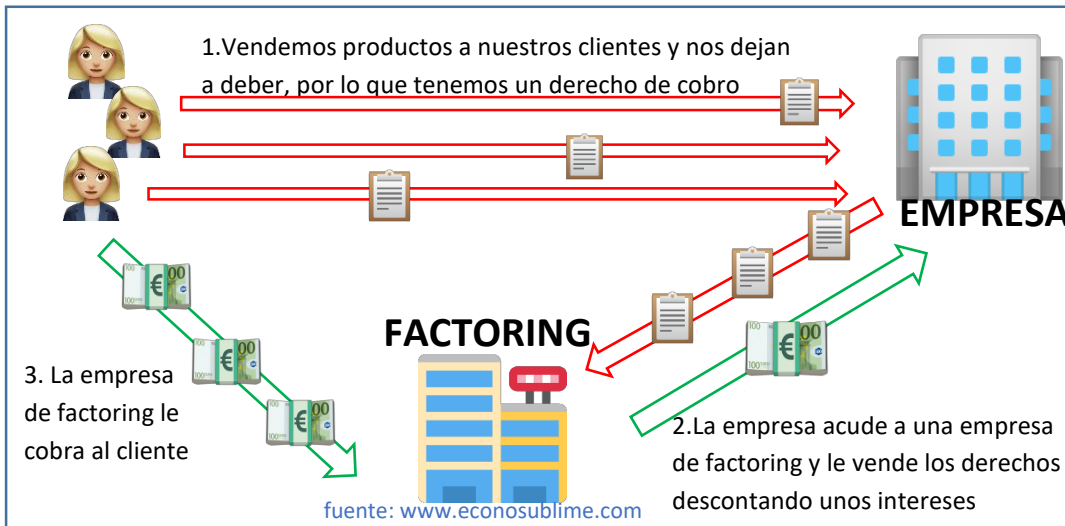 1.Vendemos productos a nuestros clientes y nos dejan
a deber, por lo que tenemos un derecho de cobro
EMPRESA
FACTORING
3. La empresa
de factoring le
cobra al cliente
2.La empresa acude a una empresa
de factoring y le vende los derechos
descontando unos intereses
fuente: www.econosublime.com